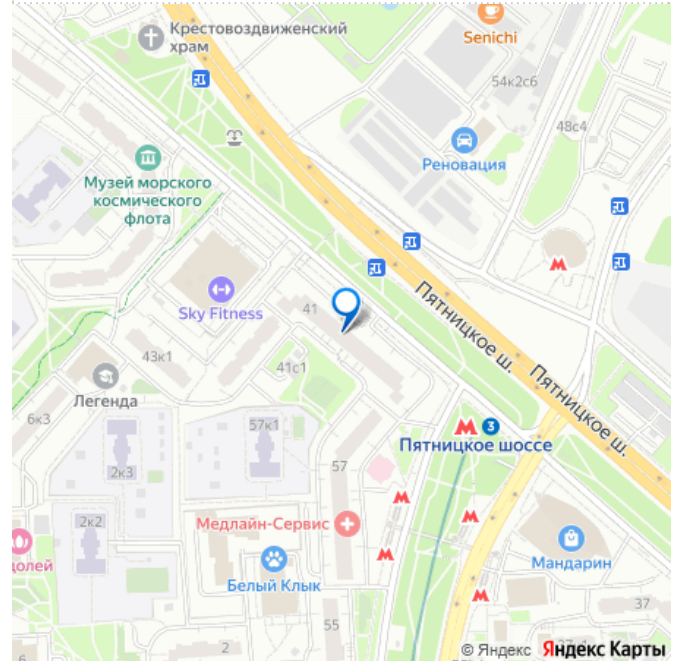 Крестовоздвиженский
храм
Senichi
54к2с6
48с4
Реновация
Музей морского
космического
флота
Sky Fitness
41
Пятницкое ш.
Пятницкое ш.
43к1
41с1
Легенда
6к3
57к1
3
Пятницкое шоссе
2к3
57
2к2
Медлайн-Сервис
долей
Белый Клык
Мандарин
37
55
2
© Яндекс Яндекс Карты